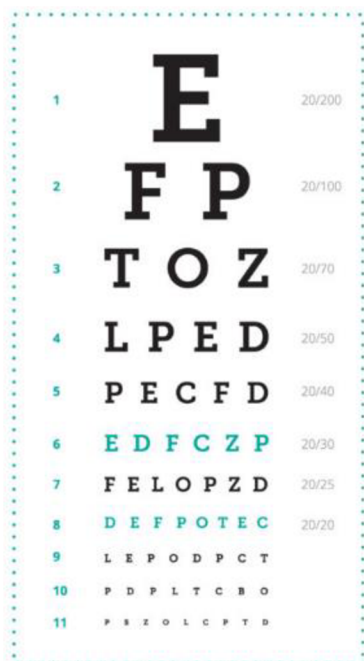 1 E 20/200
2 F P 20/100
3 T O Z 20/70
4 L P E D 20/50
5 P E C F D 20/40
6 E D F C Z P 20/30
7 F E L O P Z D 20/25
8 D E F P O T E C 20/20
9 L E P O D P C T
10 P D P L T C B O
11 P S Z O L C P T D